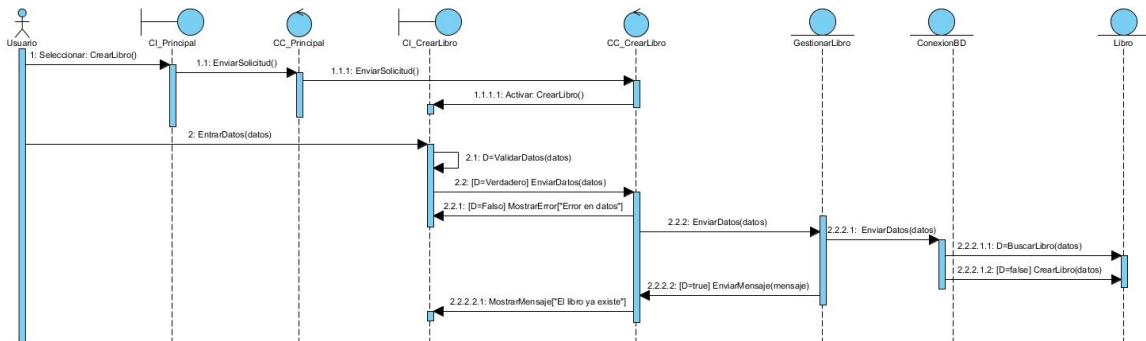 Usuario
CI_Principal
CC_Principal
CI_CrearLibro
CC_CrearLibro
GestionarLibro
ConexionBD
Libro
1: Seleccionar: CrearLibro()
1.1: EnviarSolicitud()
1.1.1: EnviarSolicitud()
1.1.1.1: Activar: CrearLibro()
2: EntrarDatos(datos)
2.1: D=ValidarDatos(datos)
2.2: [D=Verdadero] EnviarDatos(datos)
2.2.1: [D=Falso] MostrarError["Error en datos"]
2.2.2: EnviarDatos(datos)
2.2.2.1: EnviarDatos(datos)
2.2.2.1.1: D=BuscarLibro(datos)
2.2.2.1.2: [D=false] CrearLibro(datos)
2.2.2.2: [D=true] EnviarMensaje(mensaje)
2.2.2.2.1: MostrarMensaje["El libro ya existe"]